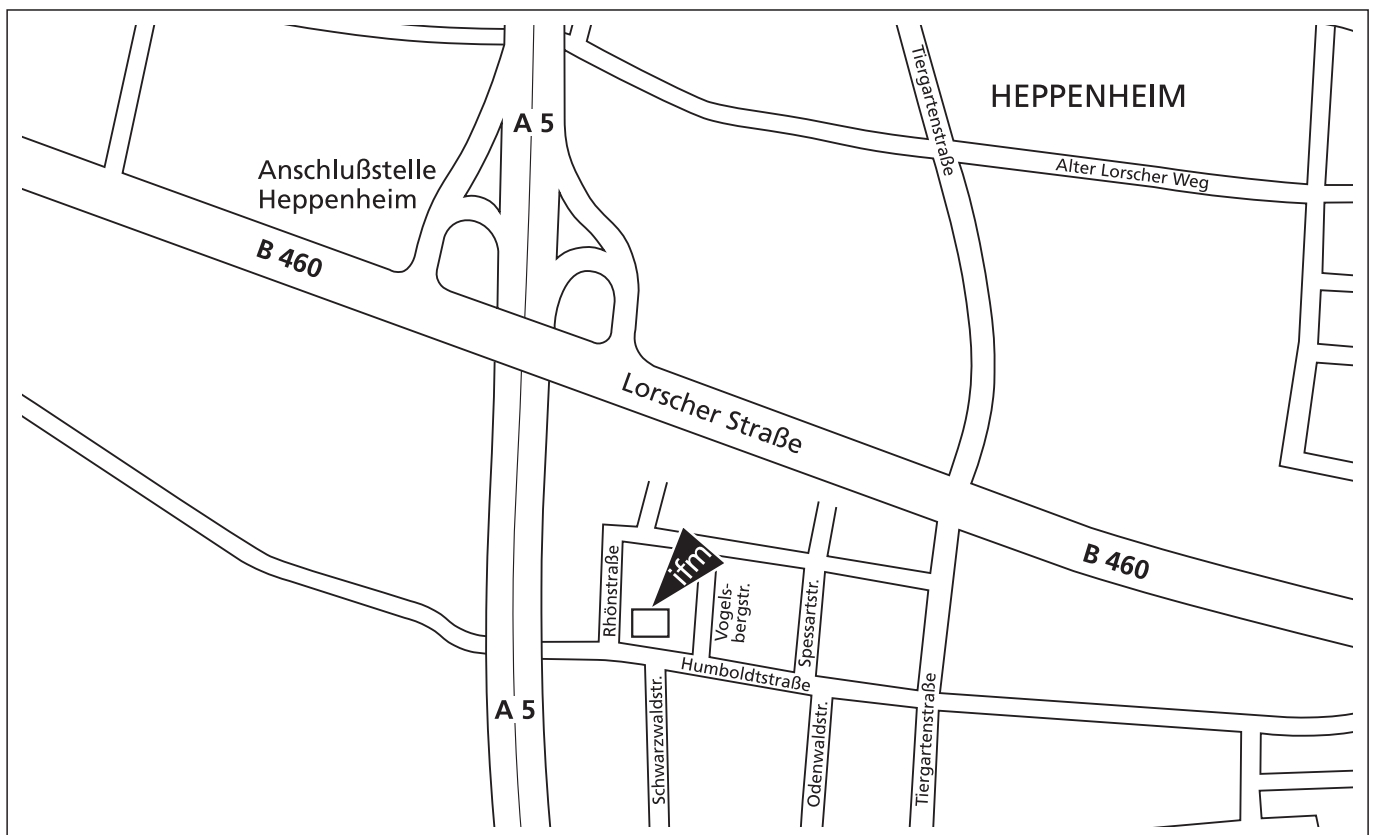 A 5
Tiergartenstraße
HEPPENHEIM
Anschlußstelle
Heppenheim
Alter Lorscher Weg
B 460
Lorscher Straße
B 460
ifm
Rhönstraße
Vogels-
bergstr.
Spessartstr.
Humboldtstraße
A 5
Schwarzwaldstr.
Odenwaldstr.
Tiergartenstraße